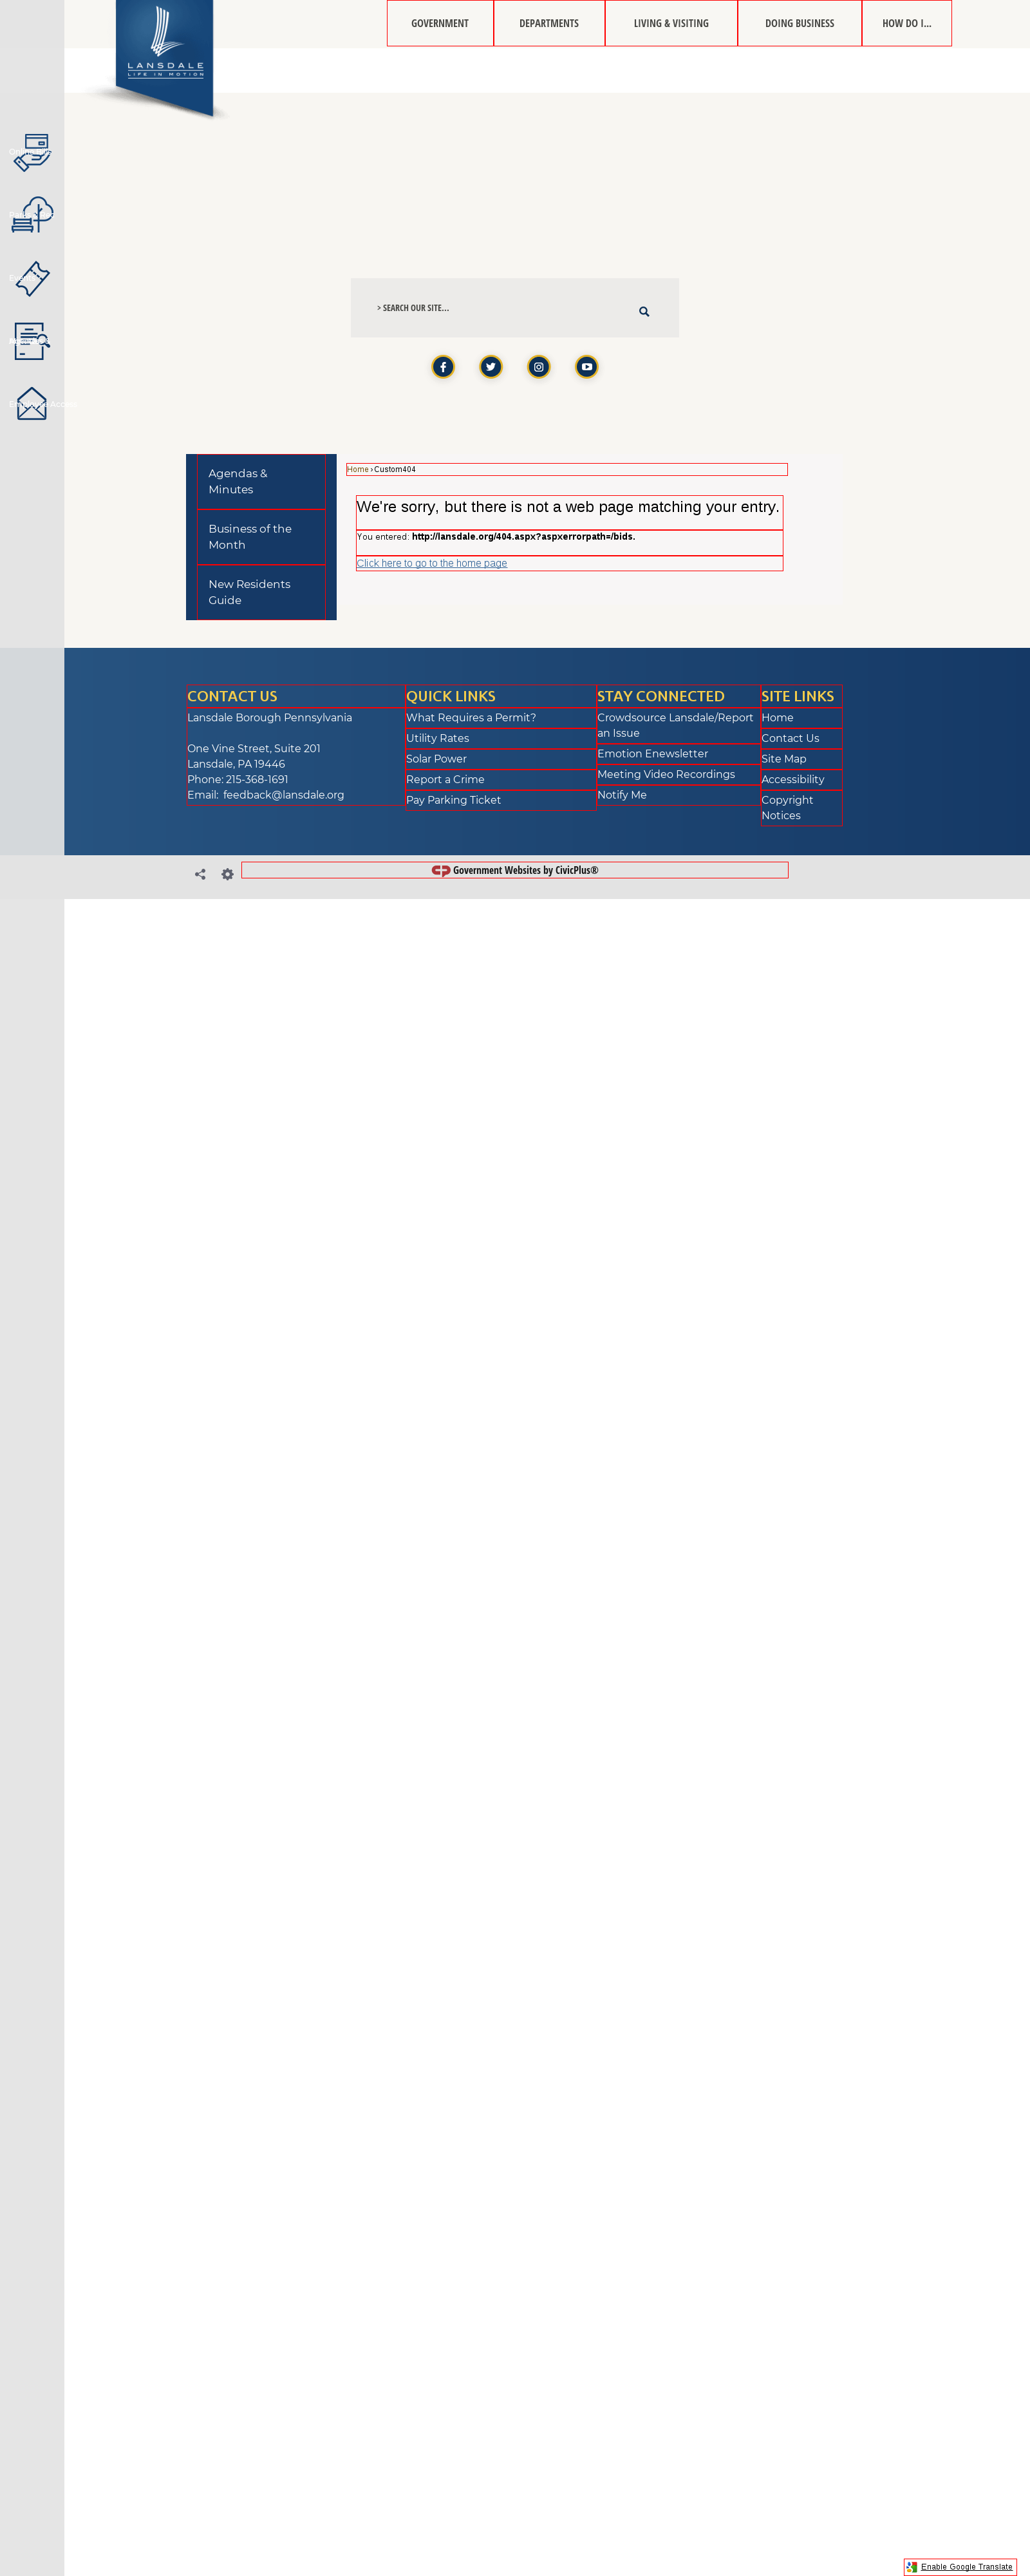 LANSDALE
LIFE IN MOTION
GOVERNMENT
DEPARTMENTS
LIVING & VISITING
DOING BUSINESS
HOW DO I...
> SEARCH OUR SITE...
Agendas &
Minutes
Business of the
Month
New Residents
Guide
Home › Custom404
We're sorry, but there is not a web page matching your entry.
You entered: http://lansdale.org/404.aspx?aspxerrorpath=/bids.
Click here to go to the home page
CONTACT US
Lansdale Borough Pennsylvania
One Vine Street, Suite 201
Lansdale, PA 19446
Phone: 215-368-1691
Email: feedback@lansdale.org
QUICK LINKS
What Requires a Permit?
Utility Rates
Solar Power
Report a Crime
Pay Parking Ticket
STAY CONNECTED
Crowdsource Lansdale/Report
an Issue
Emotion Enewsletter
Meeting Video Recordings
Notify Me
SITE LINKS
Home
Contact Us
Site Map
Accessibility
Copyright
Notices
Government Websites by CivicPlus®
Enable Google Translate